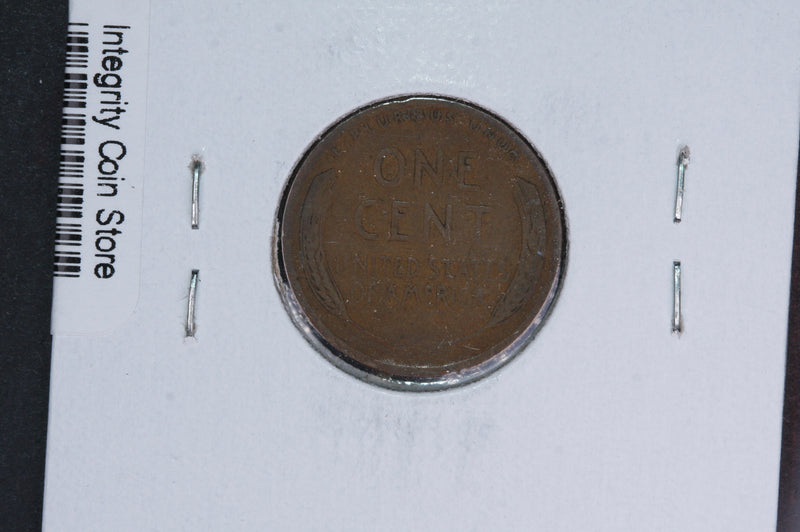 Integrity Coin Store
E PLURIBUS UNUM
ONE
CENT
UNITED STATES
OF AMERICA